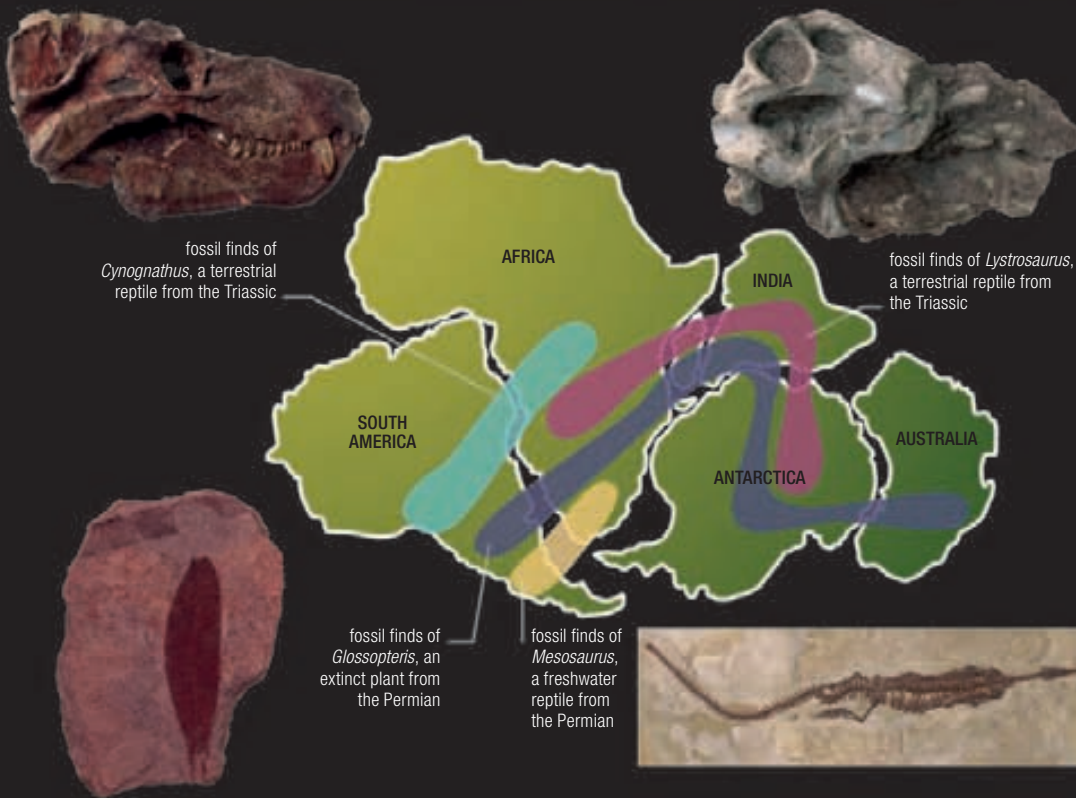 fossil finds of
Cynognathus, a terrestrial
reptile from the Triassic
AFRICA
INDIA
fossil finds of Lystrosaurus,
a terrestrial reptile from
the Triassic
SOUTH
AMERICA
ANTARCTICA
AUSTRALIA
fossil finds of
Glossopteris, an
extinct plant from
the Permian
fossil finds of
Mesosaurus,
a freshwater
reptile from
the Permian